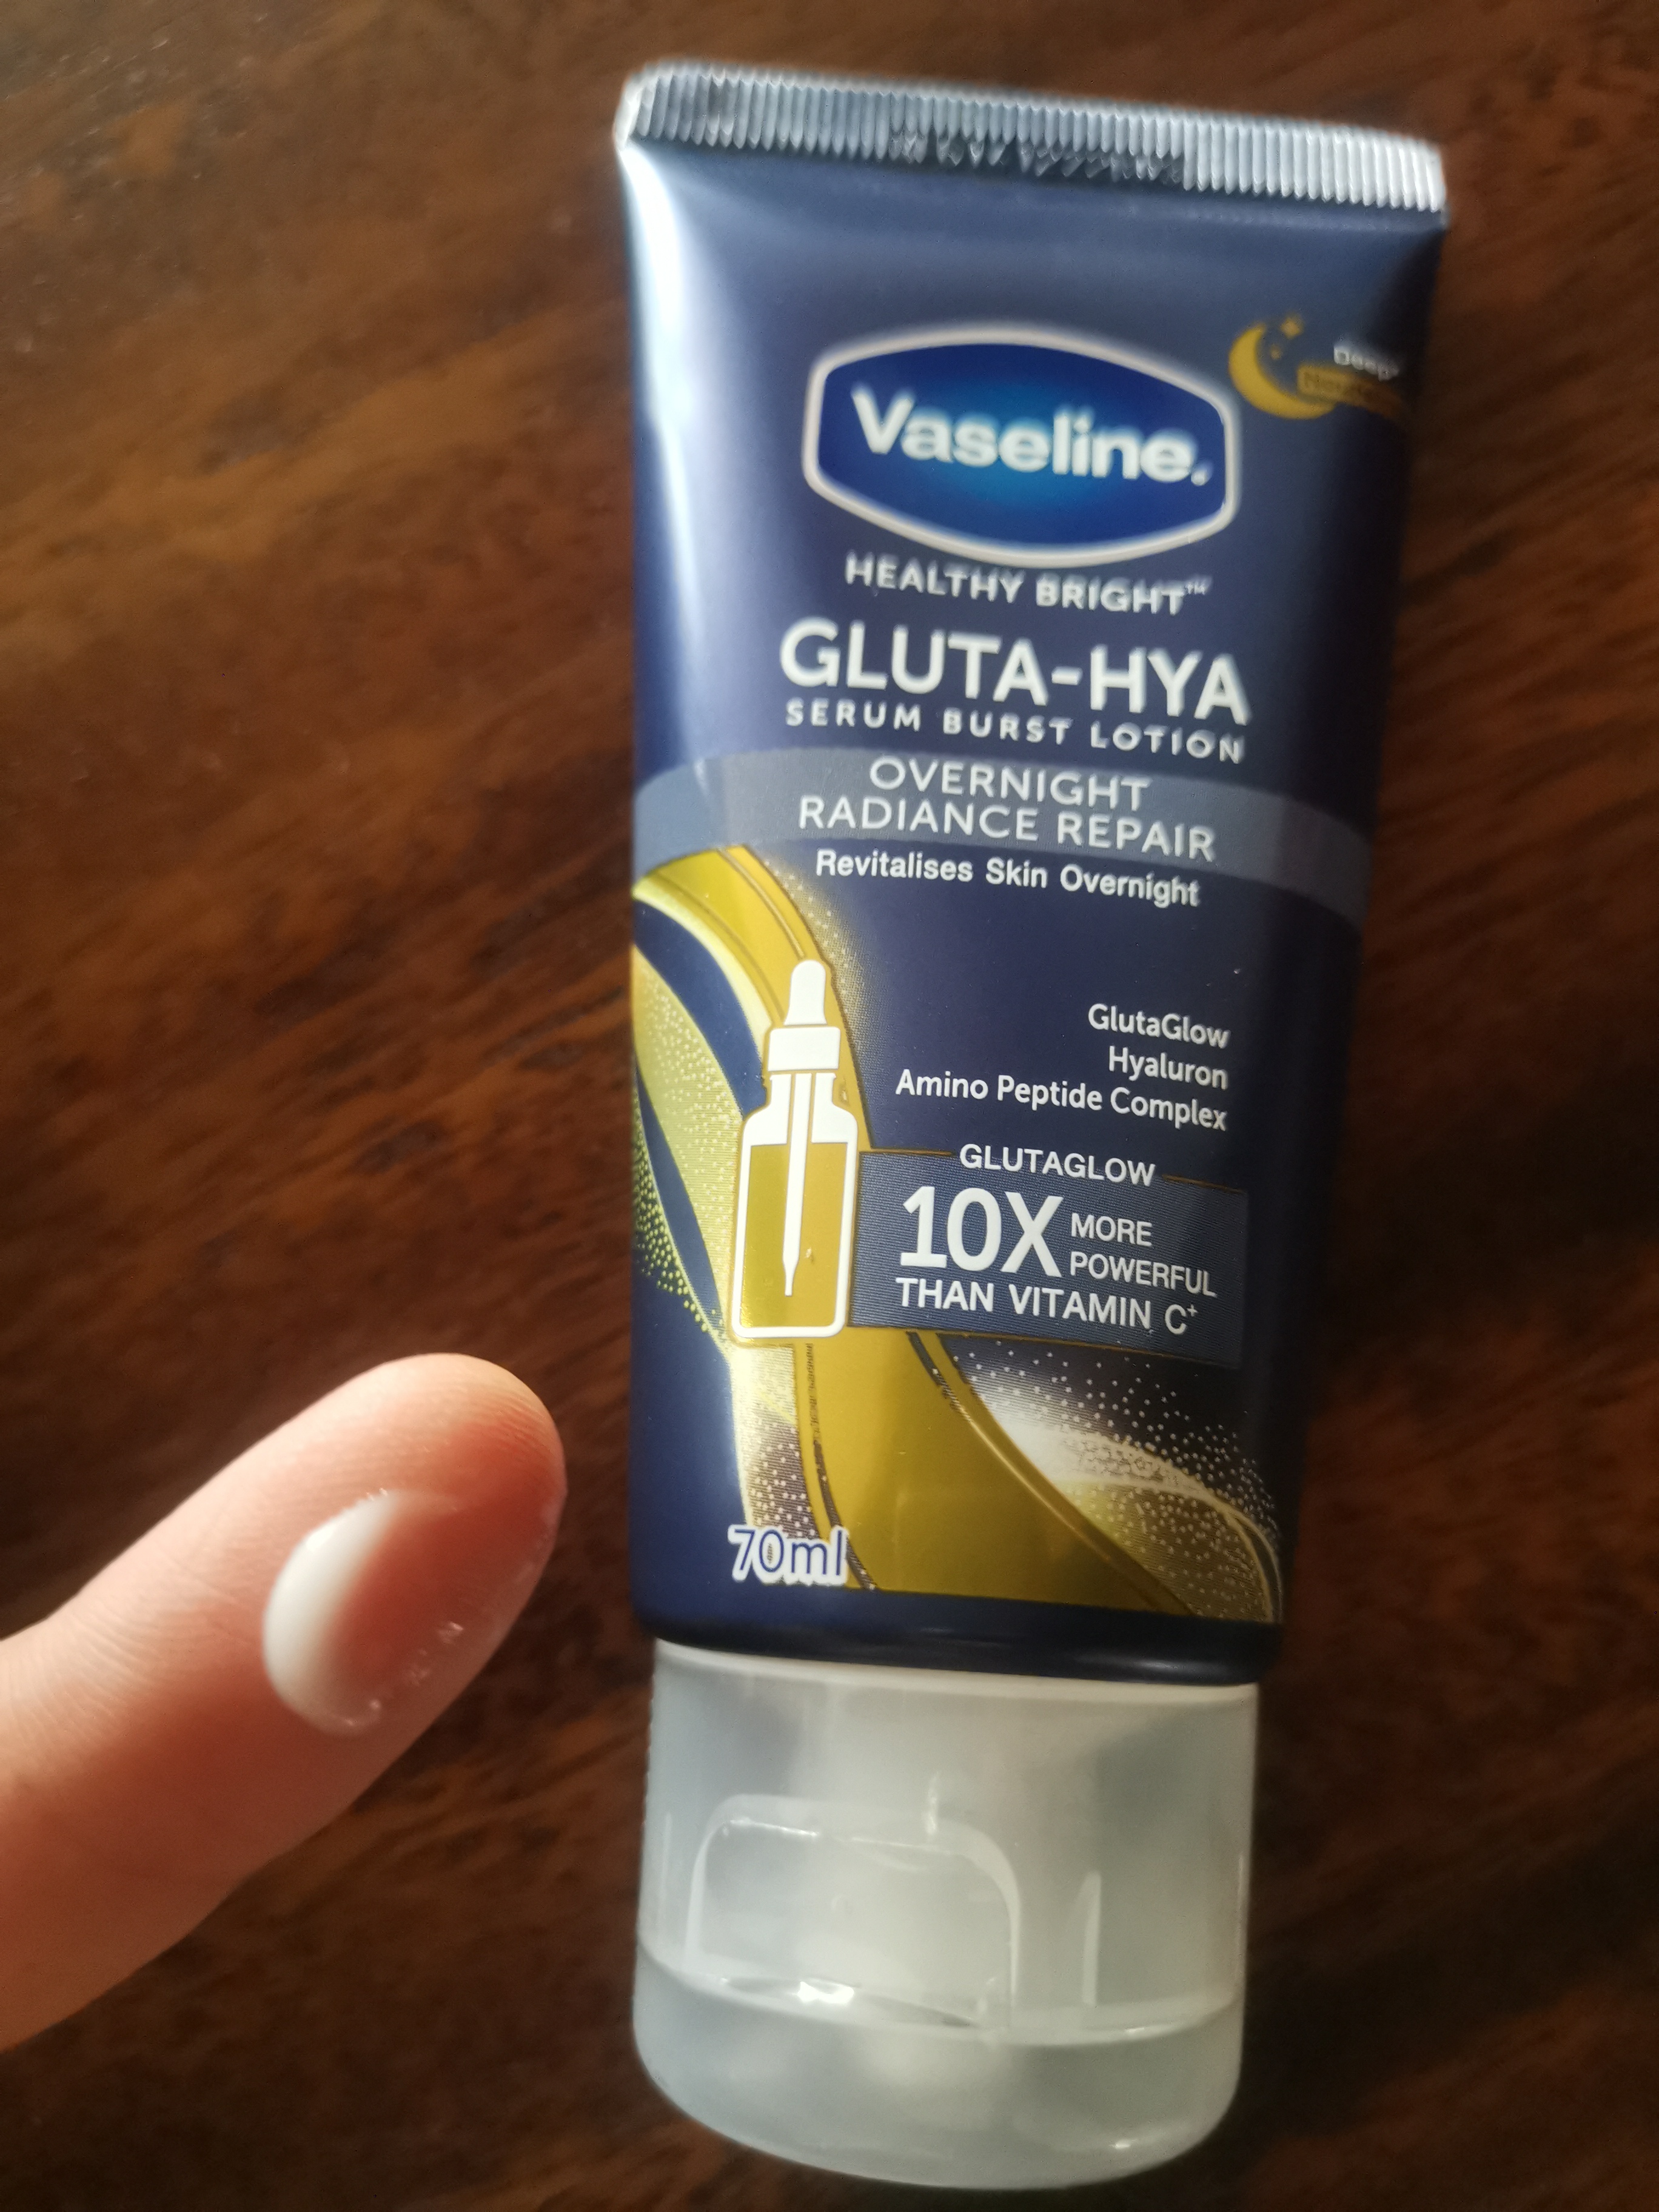 Deep
Vaseline.
HEALTHY BRIGHT™
GLUTA-HYA
SERUM BURST LOTION
OVERNIGHT
RADIANCE REPAIR
Revitalises Skin Overnight
GlutaGlow
Hyaluron
Amino Peptide Complex
GLUTAGLOW
10X MORE
POWERFUL
THAN VITAMIN C⁺
70ml